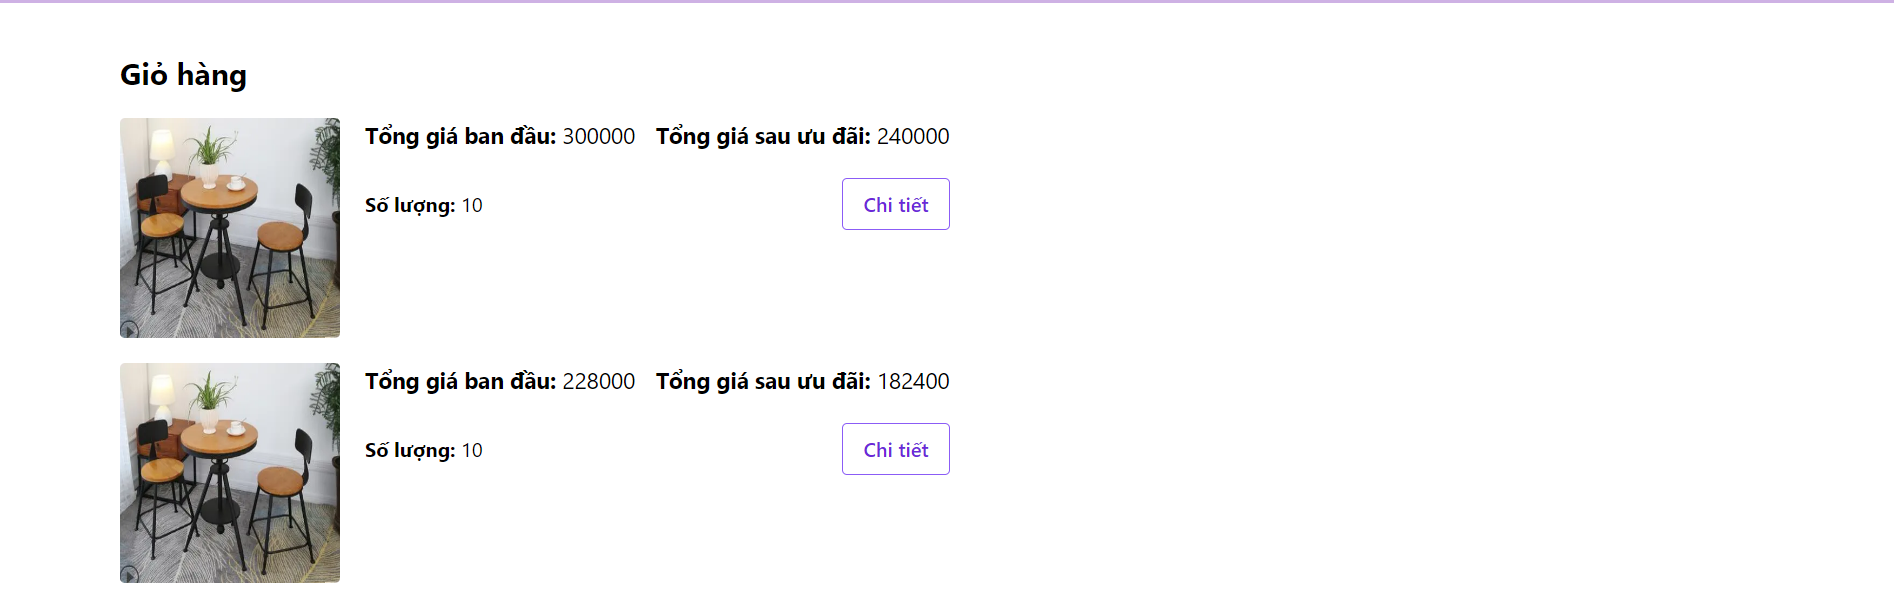 Giỏ hàng
Tổng giá ban đầu: 300000 Tổng giá sau ưu đãi: 240000
Số lượng: 10 Chi tiết
Tổng giá ban đầu: 228000 Tổng giá sau ưu đãi: 182400
Số lượng: 10 Chi tiết